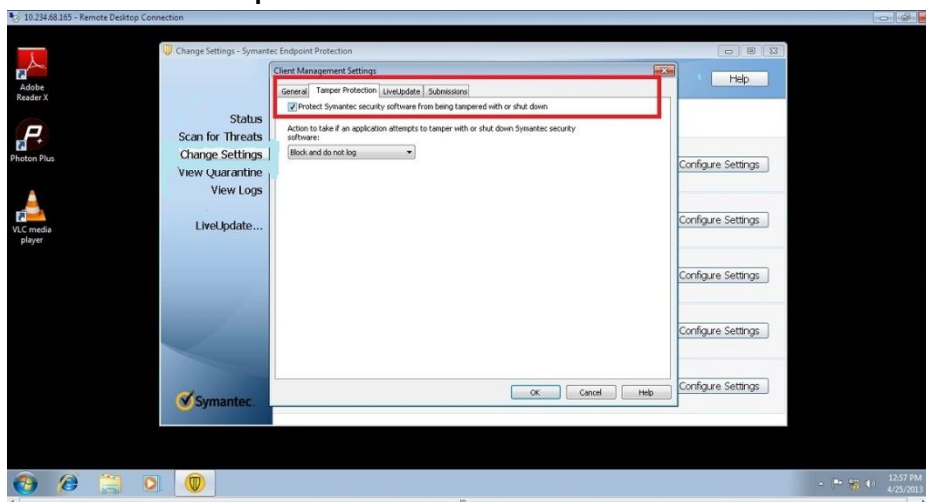 10.234.68.165 - Remote Desktop Connection
Adobe
Reader X
Photon Plus
VLC media
player
Change Settings - Symantec Endpoint Protection
Help
Status
Scan for Threats
Change Settings
View Quarantine
View Logs
LiveUpdate...
Symantec.
Client Management Settings
General Tamper Protection LiveUpdate Submissions
Protect Symantec security software from being tampered with or shut down
Action to take if an application attempts to tamper with or shut down Symantec security
software:
Block and do not log
OK Cancel Help
Configure Settings
Configure Settings
Configure Settings
Configure Settings
Configure Settings
12:57 PM
4/25/2013